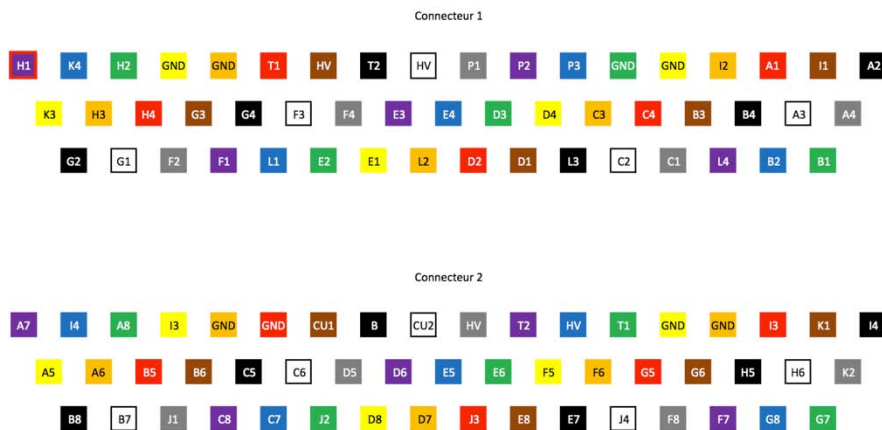 Connecteur 1
H1 K4 H2 GND GND T1 HV T2 HV P1 P2 P3 GND GND I2 A1 I1 A2
K3 H3 H4 G3 G4 F3 F4 E3 E4 D3 D4 C3 C4 B3 B4 A3 A4
G2 G1 F2 F1 L1 E2 E1 L2 D2 D1 L3 C2 C1 L4 B2 B1
Connecteur 2
A7 I4 A8 I3 GND GND CU1 B CU2 HV T2 HV T1 GND GND I3 K1 I4
A5 A6 B5 B6 C5 C6 D5 D6 E5 E6 F5 F6 G5 G6 H5 H6 K2
B8 B7 J1 C8 C7 J2 D8 D7 J3 E8 E7 J4 F8 F7 G8 G7